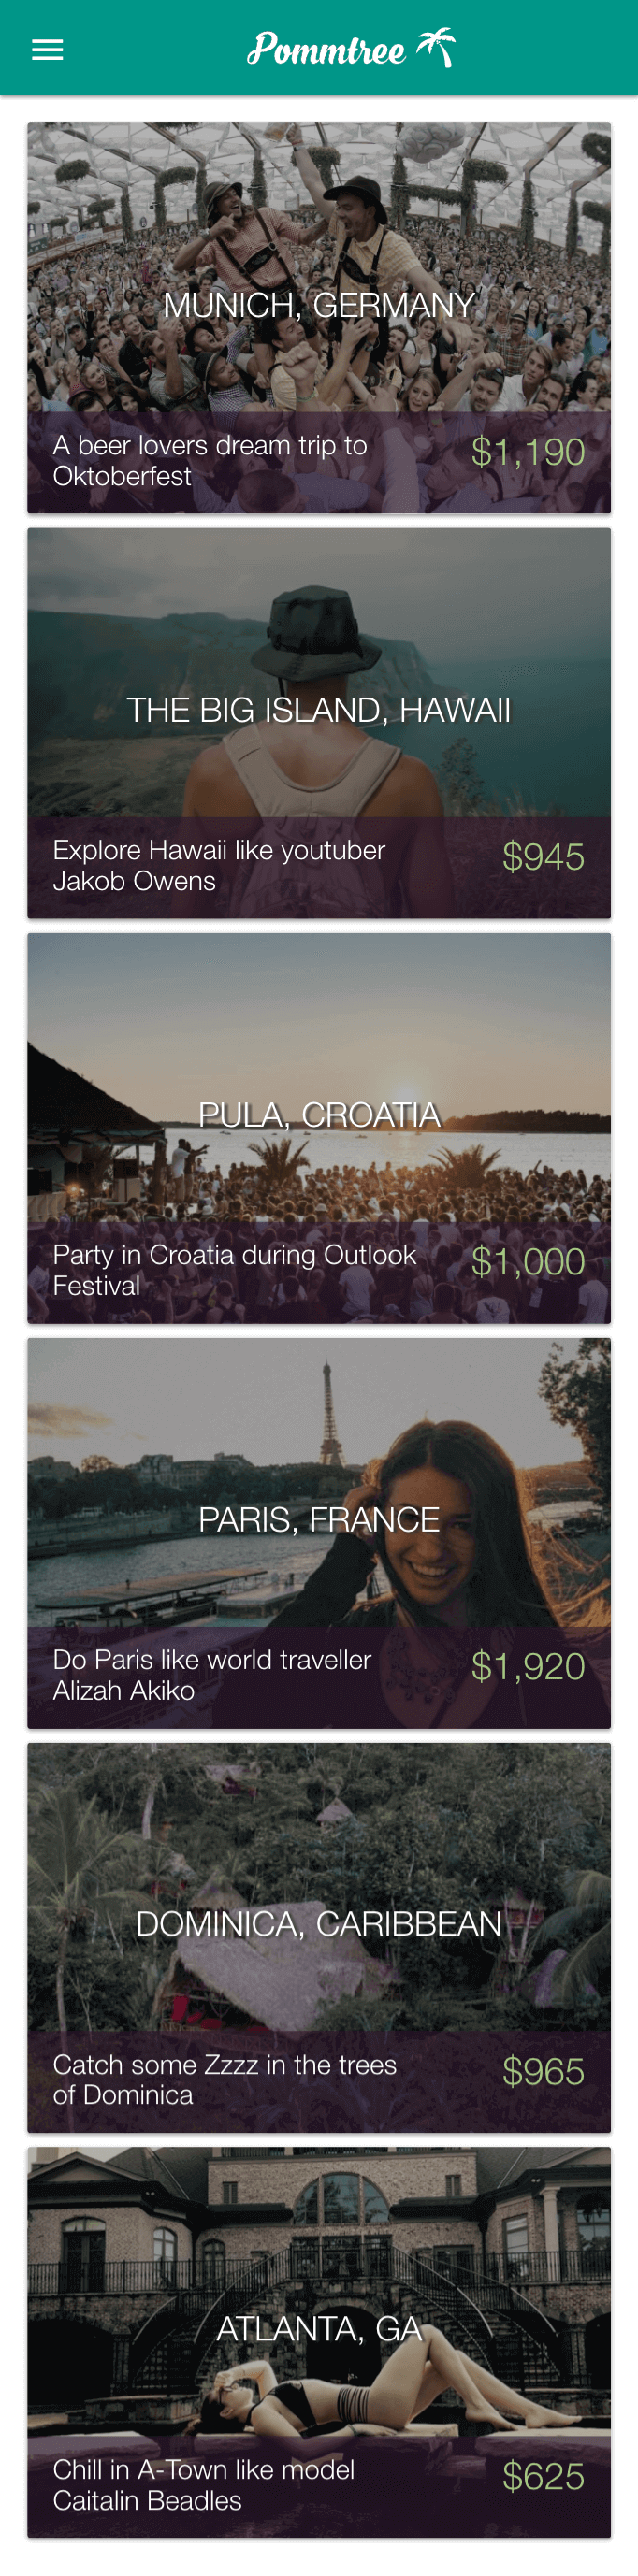 Pommtree
MUNICH, GERMANY
A beer lovers dream trip to
Oktoberfest
$1,190
THE BIG ISLAND, HAWAII
Explore Hawaii like youtuber
Jakob Owens
$945
PULA, CROATIA
Party in Croatia during Outlook
Festival
$1,000
PARIS, FRANCE
Do Paris like world traveller
Alizah Akiko
$1,920
DOMINICA, CARIBBEAN
Catch some Zzzz in the trees
of Dominica
$965
ATLANTA, GA
Chill in A-Town like model
Caitalin Beadles
$625